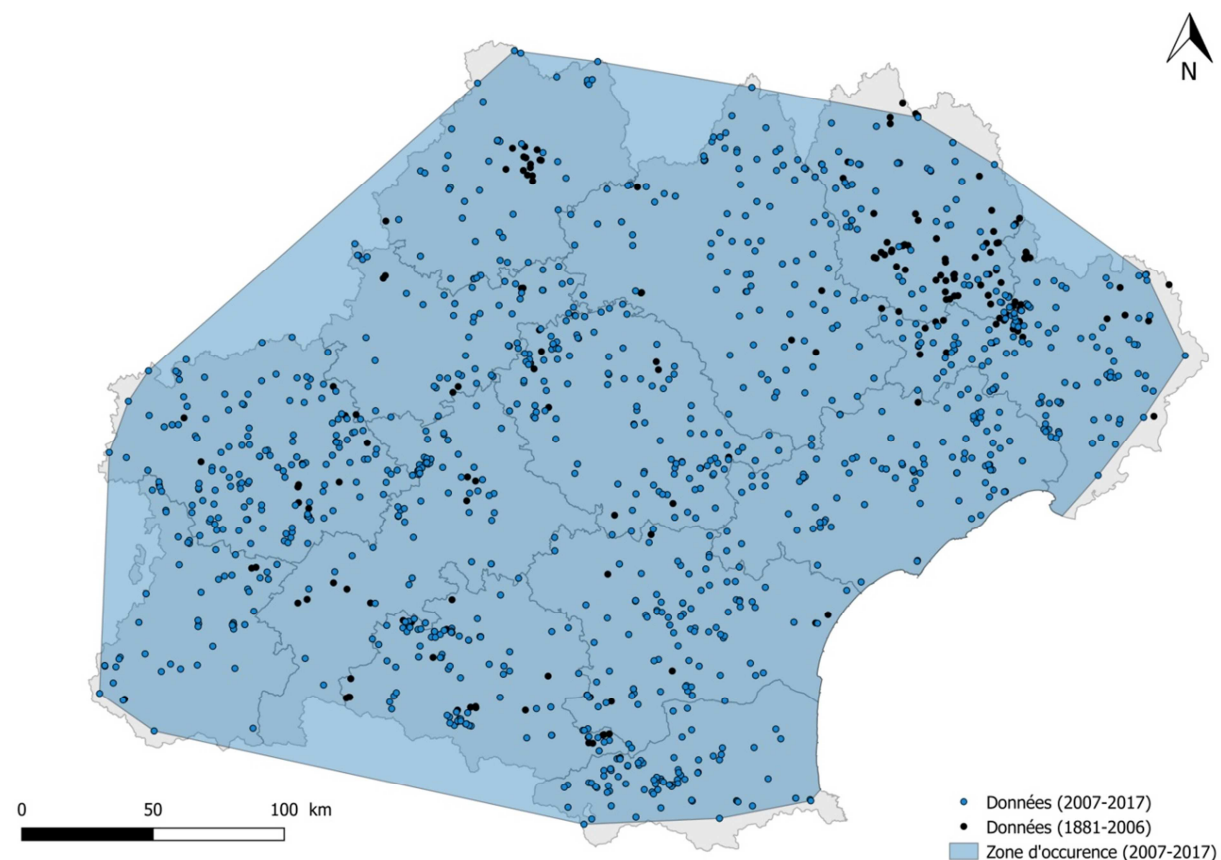 N
0 50 100 km
Données (2007-2017)
Données (1881-2006)
Zone d'occurence (2007-2017)